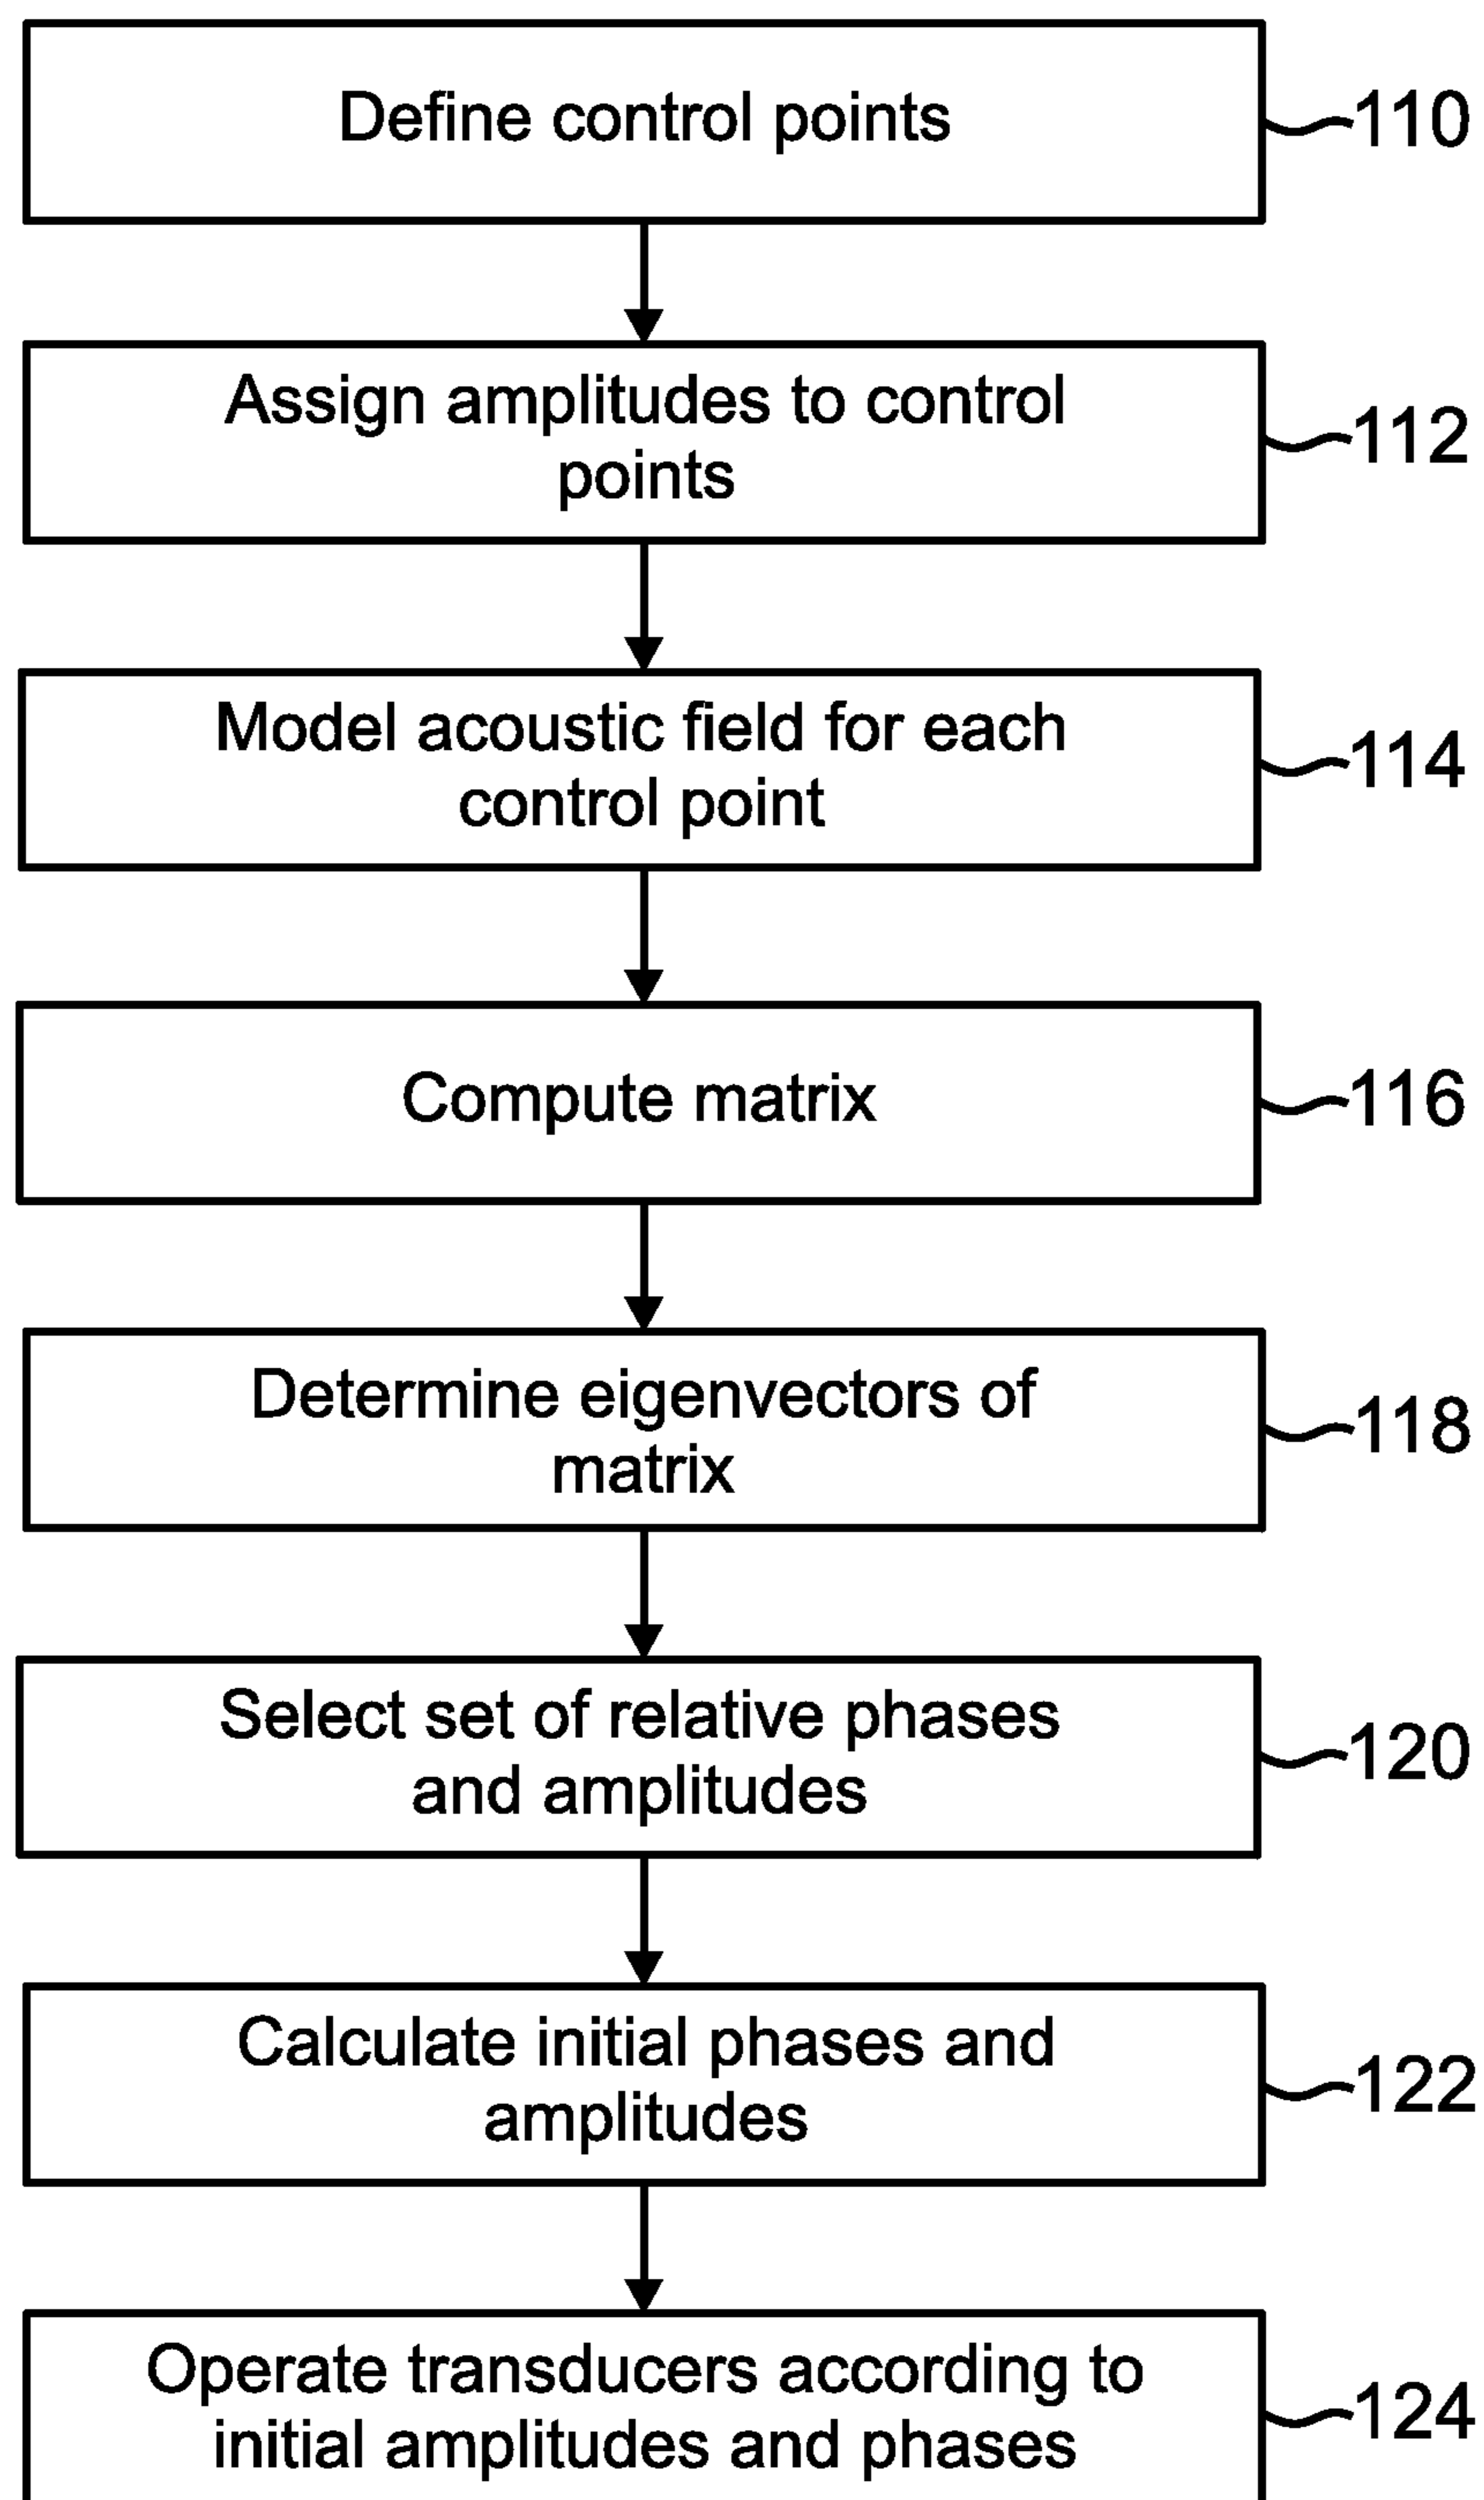 Define control points
110
Assign amplitudes to control
points
112
Model acoustic field for each
control point
114
Compute matrix
116
Determine eigenvectors of
matrix
118
Select set of relative phases
and amplitudes
120
Calculate initial phases and
amplitudes
122
Operate transducers according to
initial amplitudes and phases
124